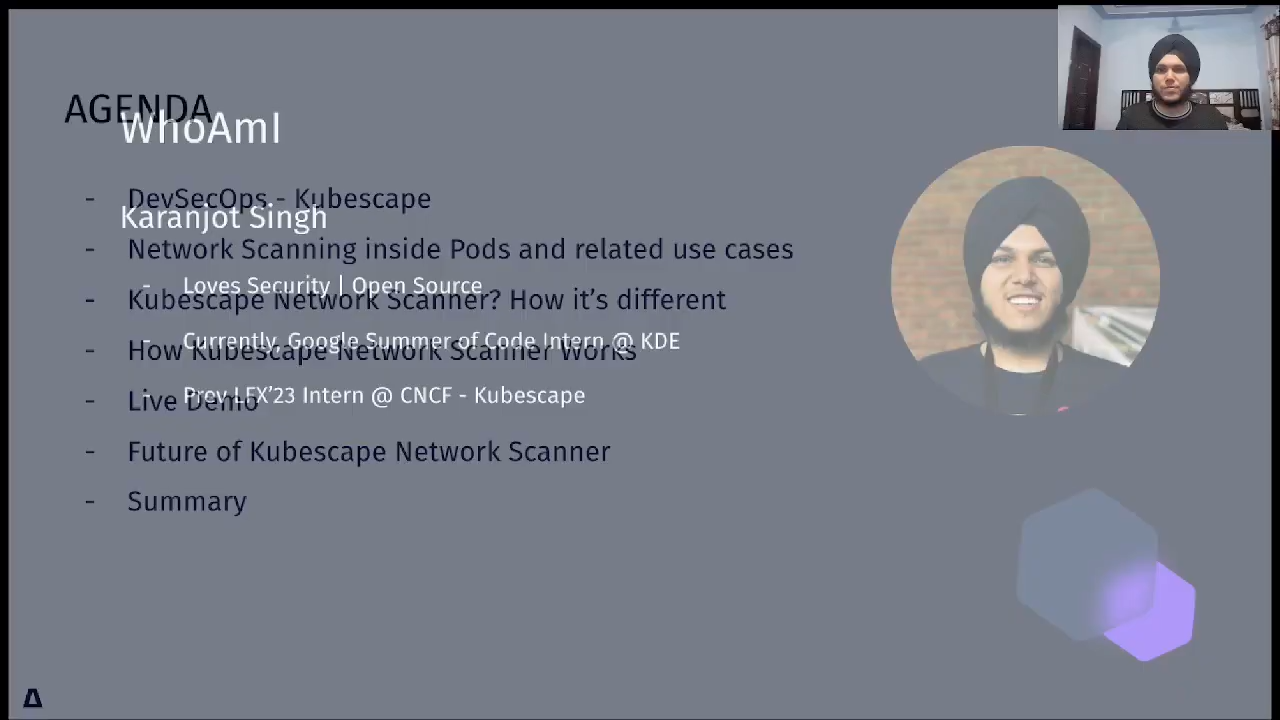 AGENDA
WhoAmI
- DevSecOps - Kubescape
Karanjot Singh
- Network Scanning inside Pods and related use cases
- Loves Security | Open Source
- Kubescape Network Scanner? How it’s different
- Currently, Google Summer of Code Intern @ KDE
- How Kubescape Network Scanner Works
- Prev LFX’23 Intern @ CNCF - Kubescape
- Live Demo
- Future of Kubescape Network Scanner
- Summary